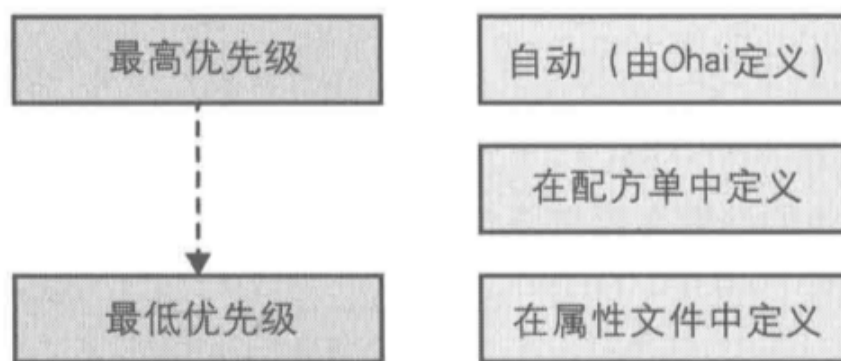 最高优先级
自动（由Ohai定义）
在配方单中定义
最低优先级
在属性文件中定义